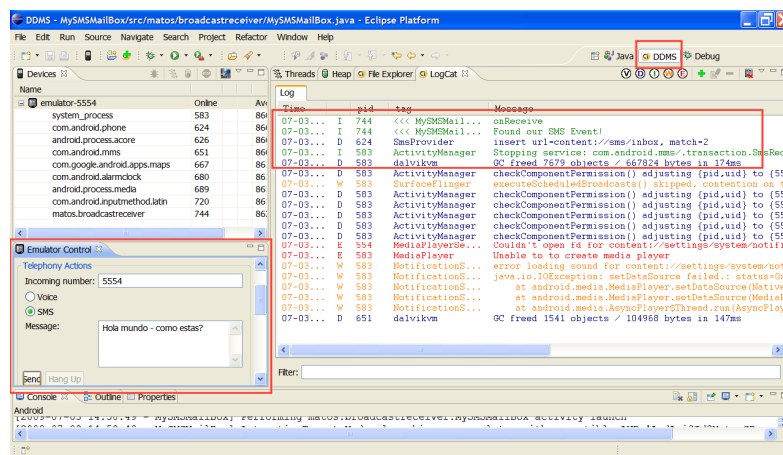 DDMS - MySMSMailBox/src/matos/broadcastreceiver/MySMSMailBox.java - Eclipse Platform
File Edit Run Source Navigate Search Project Refactor Window Help
Java DDMS Debug
Devices
Threads Heap File Explorer LogCat
Name
emulator-5554 Online
system_process 583
com.android.phone 624
android.process.acore 626
com.android.mms 651
com.google.android.apps.maps 667
com.android.alarmclock 680
android.process.media 689
com.android.inputmethod.latin 720
matos.broadcastreceiver 744
Log
Time pid tag Message
07-03... I 744 <<< MySMSMail... onReceive
07-03... I 744 <<< MySMSMail... Found our SMS Event!
07-03... D 624 SmsProvider insert url=content://sms/inbox, match=2
07-03... I 583 ActivityManager Stopping service: com.android.mms/.transaction.SmsRec
07-03... D 583 dalvikvm GC freed 7679 objects / 667824 bytes in 174ms
07-03... D 583 ActivityManager checkComponentPermission() adjusting {pid,uid} to {55
07-03... W 583 SurfaceFlinger executeScheduledBroadcasts() skipped, contention on
07-03... D 583 ActivityManager checkComponentPermission() adjusting {pid,uid} to {55
07-03... D 583 ActivityManager checkComponentPermission() adjusting {pid,uid} to {55
07-03... D 583 ActivityManager checkComponentPermission() adjusting {pid,uid} to {55
07-03... D 583 ActivityManager checkComponentPermission() adjusting {pid,uid} to {55
07-03... E 554 MediaPlayerSe... Couldn't open fd for content://settings/system/notifi
07-03... E 583 MediaPlayer Unable to to create media player
07-03... W 583 NotificationS... error loading sound for content://settings/system/not
07-03... W 583 NotificationS... java.io.IOException: setDataSource failed.: status=0x
07-03... W 583 NotificationS... at android.media.MediaPlayer.setDataSource(Native
07-03... W 583 NotificationS... at android.media.MediaPlayer.setDataSource(MediaP
07-03... W 583 NotificationS... at android.media.AsyncPlayer$Thread.run(AsyncPlay
07-03... D 651 dalvikvm GC freed 1541 objects / 104968 bytes in 147ms
Filter:
Emulator Control
Telephony Actions
Incoming number: 5554
Voice
SMS
Message: Hola mundo - como estas?
Send Hang Up
Console Outline Properties
Android